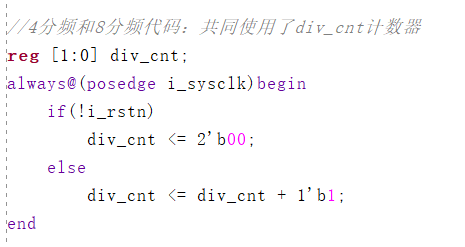 //4分频和8分频代码：共同使用了div_cnt计数器
reg [1:0] div_cnt;
always@(posedge i_sysclk)begin
    if(!i_rstn)
        div_cnt <= 2'b00;
    else
        div_cnt <= div_cnt + 1'b1;
end